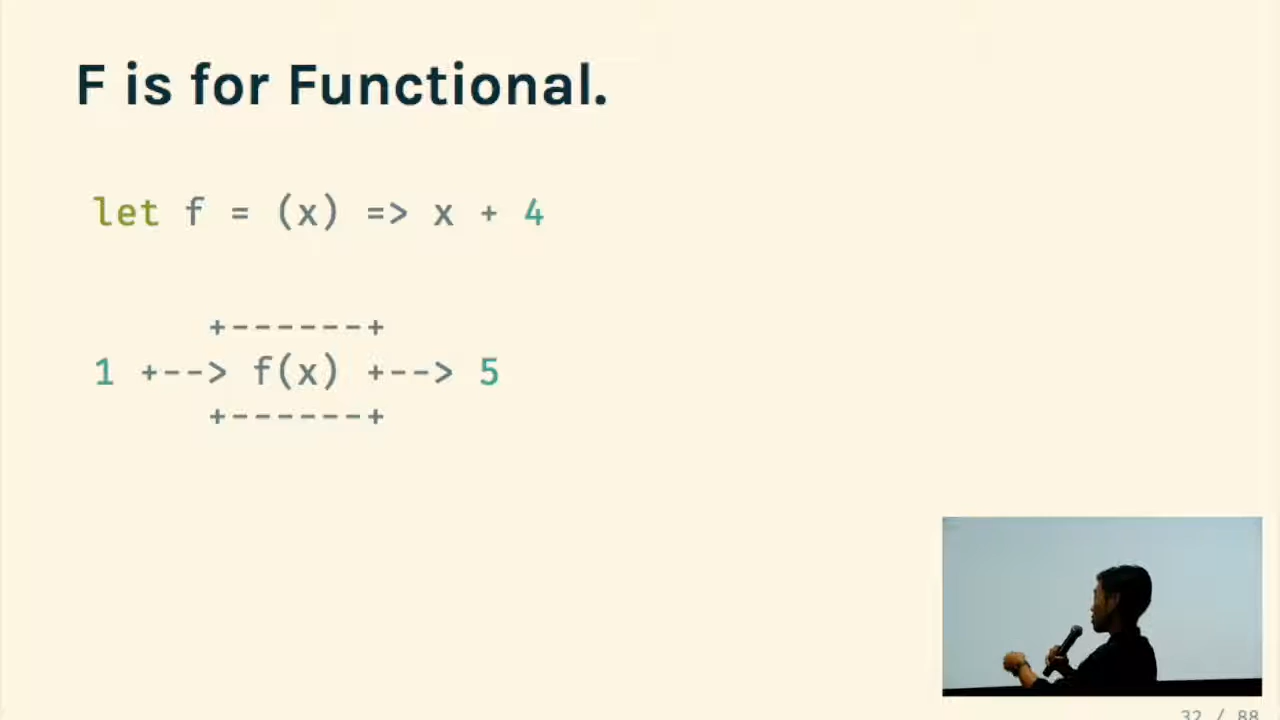 F is for Functional.
let f = (x) => x + 4
+------+
1 +--> f(x) +--> 5
+------+
32 / 88